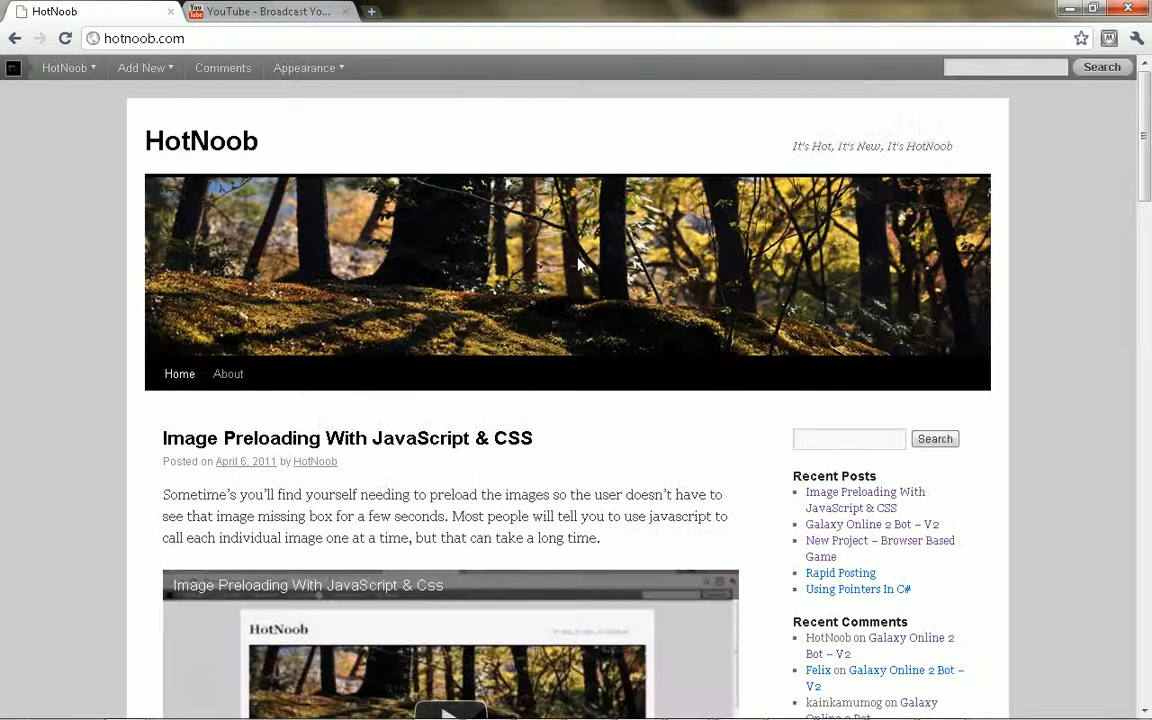 HotNoob
YouTube - Broadcast Yo...
hotnoob.com
HotNoob Add New Comments Appearance Search
HotNoob
It's Hot, It's New, It's HotNoob
Home About
Image Preloading With JavaScript & CSS
Posted on April 6, 2011 by HotNoob
Sometime's you'll find yourself needing to preload the images so the user doesn't have to
see that image missing box for a few seconds. Most people will tell you to use javascript to
call each individual image one at a time, but that can take a long time.
Image Preloading With JavaScript & Css
HotNoob
Search
Recent Posts
Image Preloading With
JavaScript & CSS
Galaxy Online 2 Bot – V2
New Project – Browser Based
Game
Rapid Posting
Using Pointers In C#
Recent Comments
HotNoob on Galaxy Online 2
Bot – V2
Felix on Galaxy Online 2 Bot –
V2
kainkamumog on Galaxy
Online 2 Bot